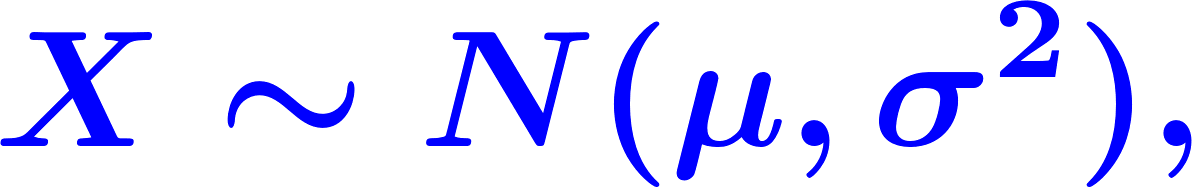 X ∼ N(μ, σ²),